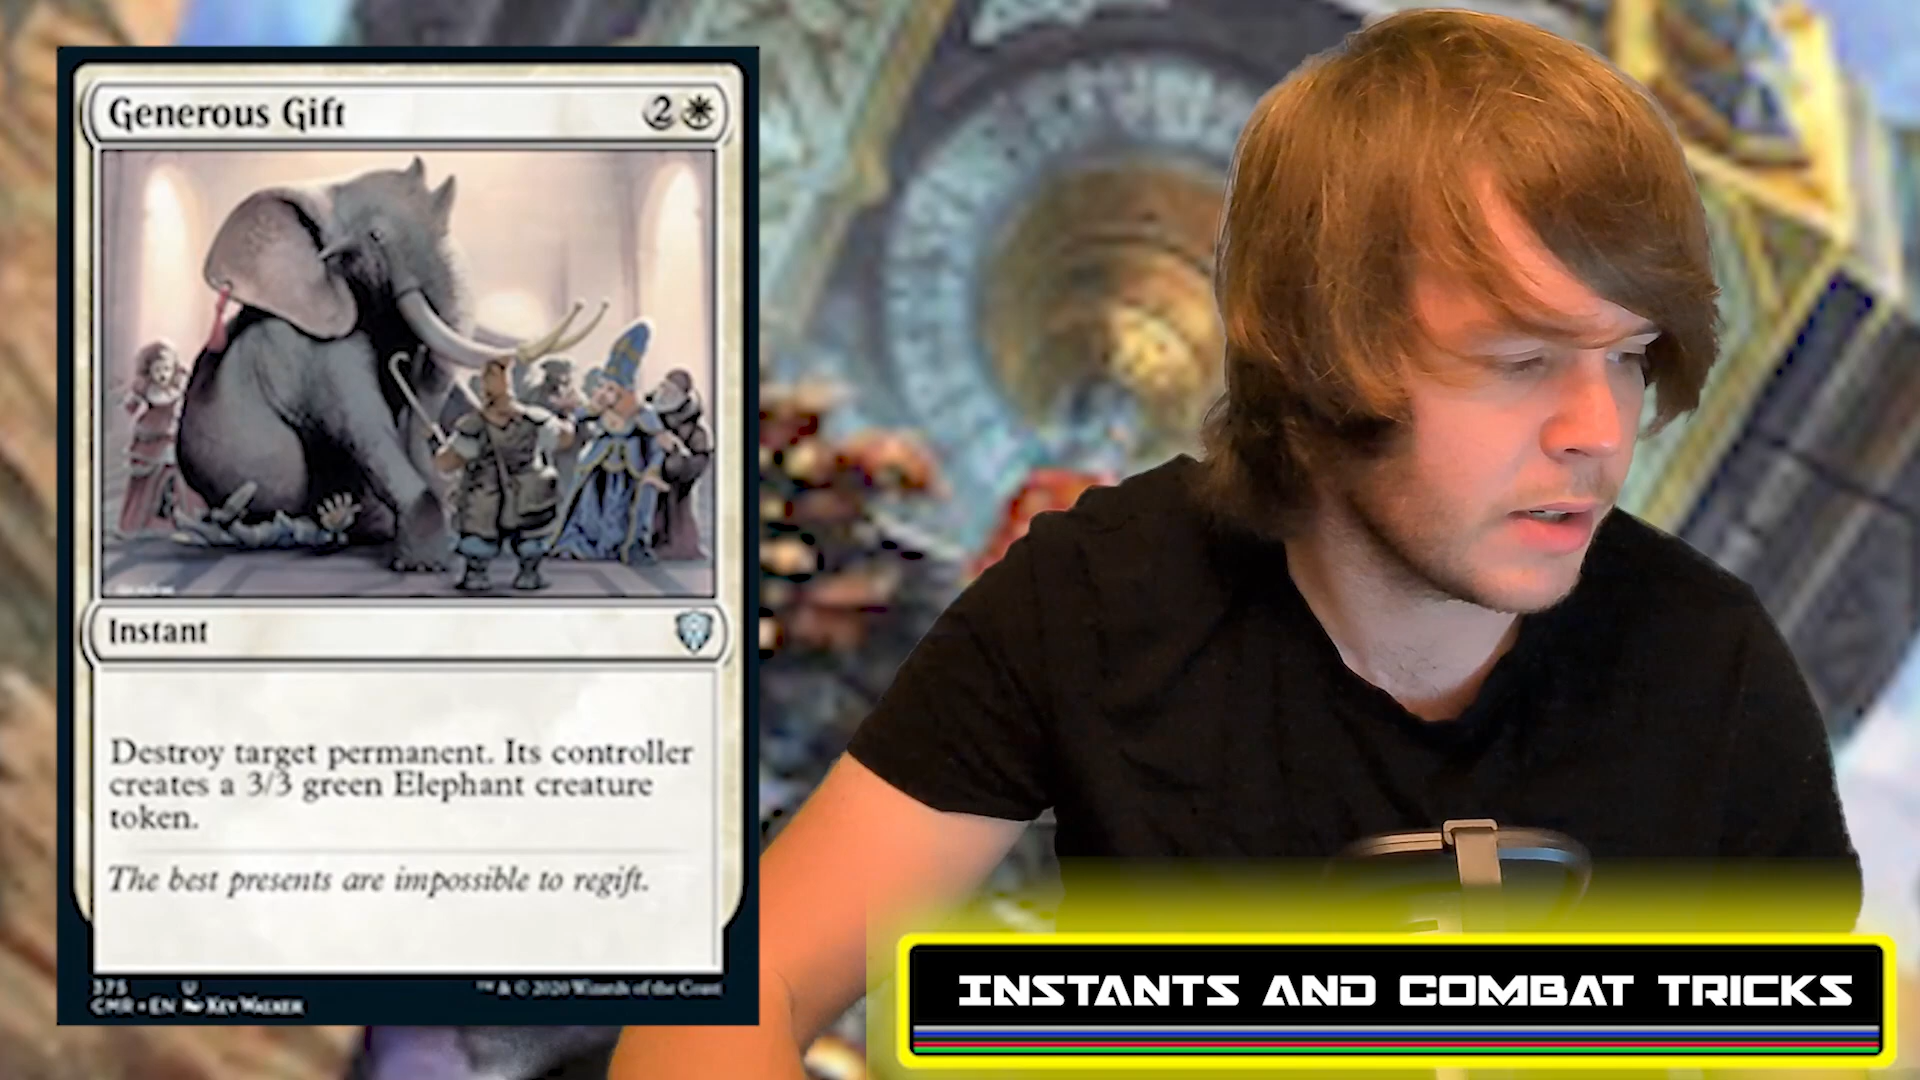 Generous Gift 2
Instant
Destroy target permanent. Its controller
creates a 3/3 green Elephant creature
token.
The best presents are impossible to regift.
375 U
CMR • EN Kev Walker
™ & © 2020 Wizards of the Coast
INSTANTS AND COMBAT TRICKS